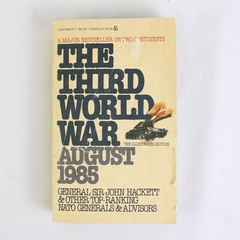 A MAJOR BESTSELLER IN TWO CONTINENTS
THE
THIRD
WORLD
WAR
THE ILLUSTRATED EDITION
AUGUST
1985
GENERAL SIR JOHN HACKETT
& OTHER TOP-RANKING
NATO GENERALS & ADVISORS